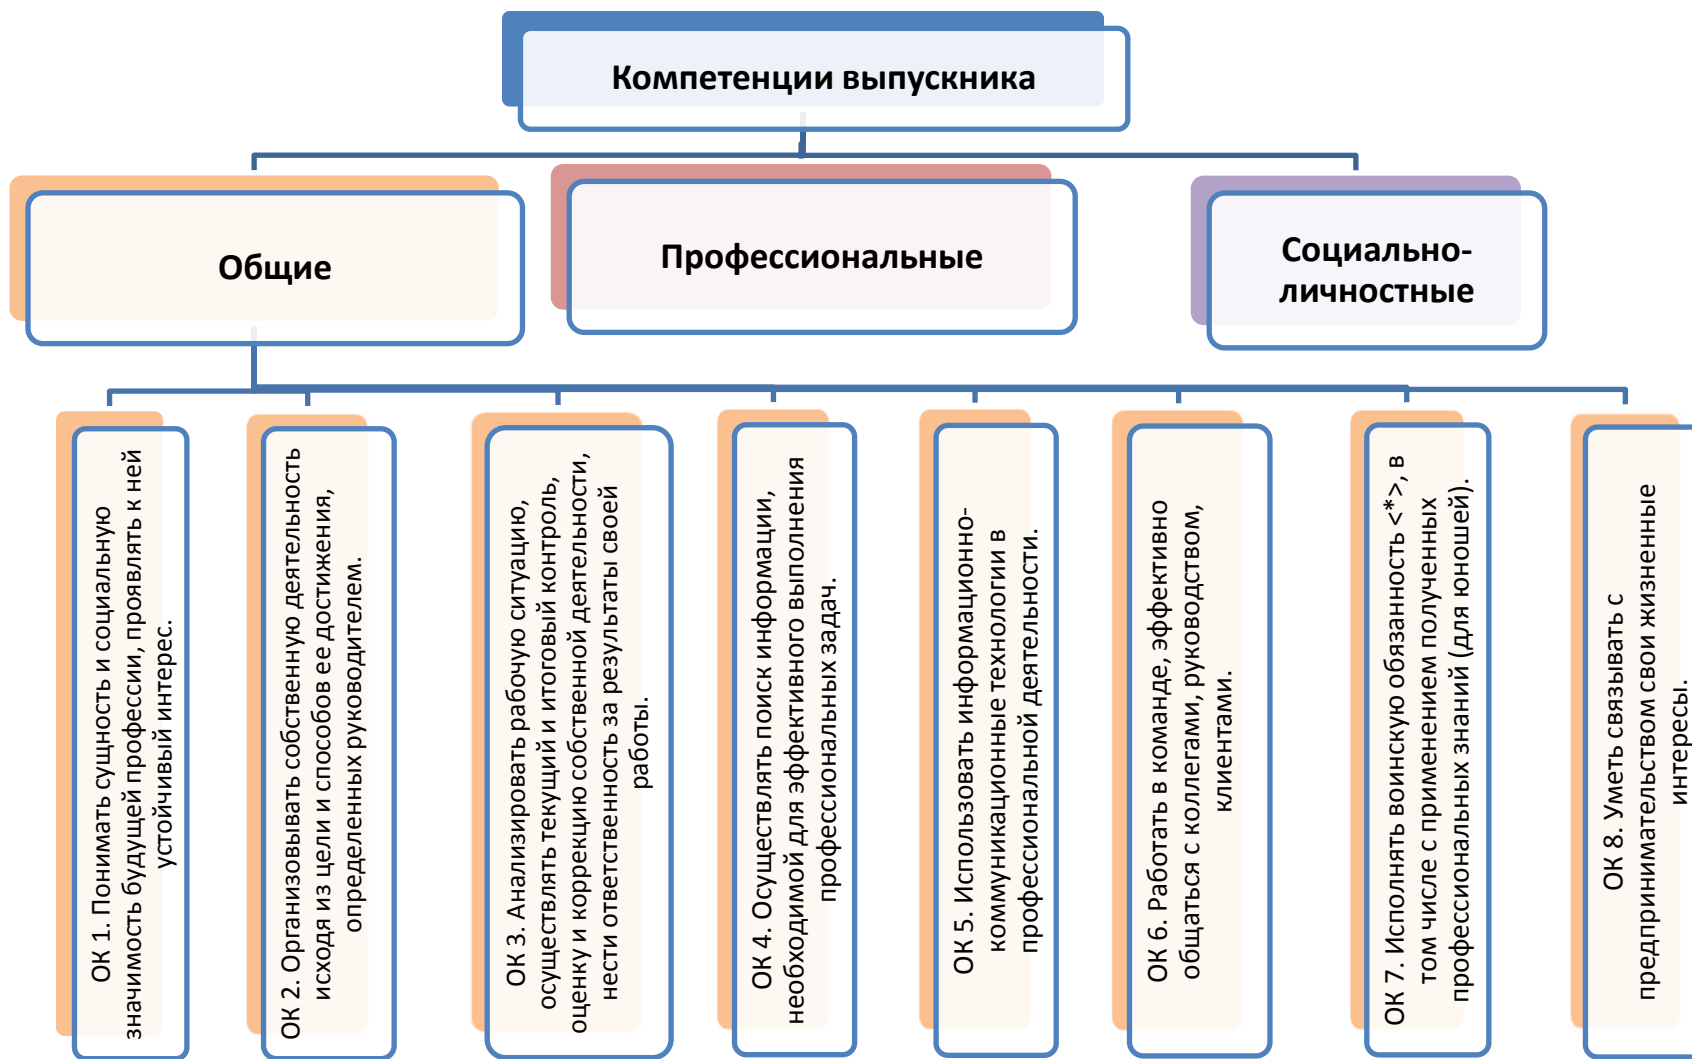 Компетенции выпускника
Общие
Профессиональные
Социально-
личностные
ОК 1. Понимать сущность и социальную
значимость будущей профессии, проявлять к ней
устойчивый интерес.
ОК 2. Организовывать собственную деятельность
исходя из цели и способов ее достижения,
определенных руководителем.
ОК 3. Анализировать рабочую ситуацию,
осуществлять текущий и итоговый контроль,
оценку и коррекцию собственной деятельности,
нести ответственность за результаты своей
работы.
ОК 4. Осуществлять поиск информации,
необходимой для эффективного выполнения
профессиональных задач.
ОК 5. Использовать информационно-
коммуникационные технологии в
профессиональной деятельности.
ОК 6. Работать в команде, эффективно
общаться с коллегами, руководством,
клиентами.
ОК 7. Исполнять воинскую обязанность <*>, в
том числе с применением полученных
профессиональных знаний (для юношей).
ОК 8. Уметь связывать с
предпринимательством свои жизненные
интересы.